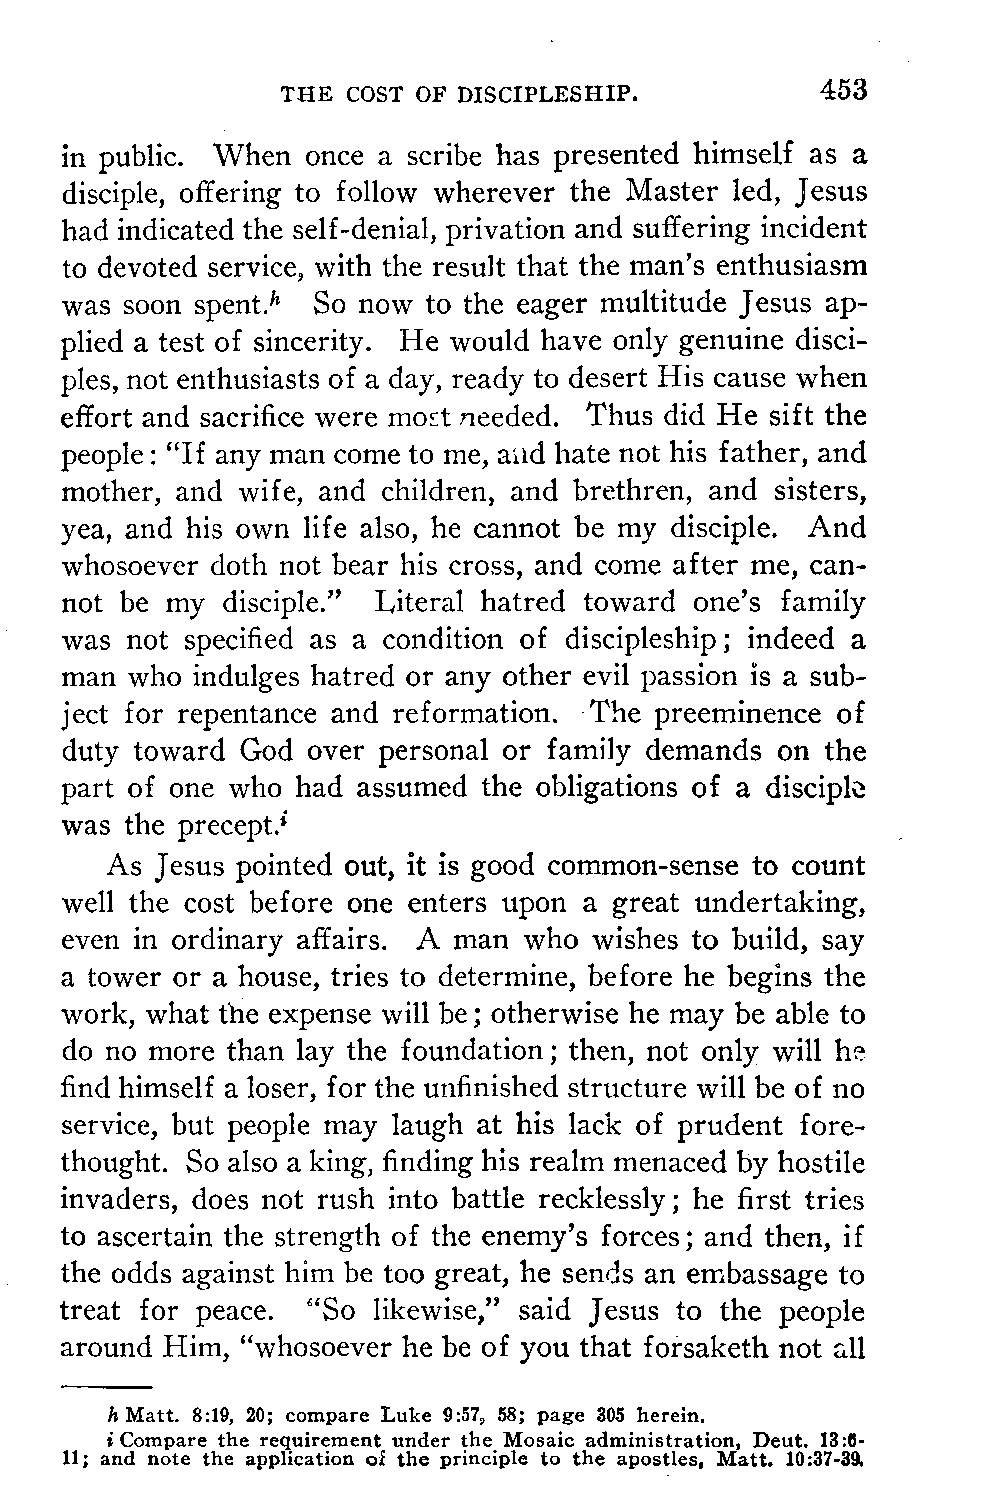 THE COST OF DISCIPLESHIP. 453
in public. When once a scribe has presented himself as a
disciple, offering to follow wherever the Master led, Jesus
had indicated the self-denial, privation and suffering incident
to devoted service, with the result that the man's enthusiasm
was soon spent.h So now to the eager multitude Jesus ap-
plied a test of sincerity. He would have only genuine disci-
ples, not enthusiasts of a day, ready to desert His cause when
effort and sacrifice were most needed. Thus did He sift the
people: "If any man come to me, and hate not his father, and
mother, and wife, and children, and brethren, and sisters,
yea, and his own life also, he cannot be my disciple. And
whosoever doth not bear his cross, and come after me, can-
not be my disciple." Literal hatred toward one's family
was not specified as a condition of discipleship; indeed a
man who indulges hatred or any other evil passion is a sub-
ject for repentance and reformation. The preeminence of
duty toward God over personal or family demands on the
part of one who had assumed the obligations of a disciple
was the precept.i
As Jesus pointed out, it is good common-sense to count
well the cost before one enters upon a great undertaking,
even in ordinary affairs. A man who wishes to build, say
a tower or a house, tries to determine, before he begins the
work, what the expense will be; otherwise he may be able to
do no more than lay the foundation; then, not only will he
find himself a loser, for the unfinished structure will be of no
service, but people may laugh at his lack of prudent fore-
thought. So also a king, finding his realm menaced by hostile
invaders, does not rush into battle recklessly; he first tries
to ascertain the strength of the enemy's forces; and then, if
the odds against him be too great, he sends an embassage to
treat for peace. "So likewise," said Jesus to the people
around Him, "whosoever he be of you that forsaketh not all
h Matt. 8:19, 20; compare Luke 9:57, 58; page 305 herein.
i Compare the requirement under the Mosaic administration, Deut. 13:6-
11; and note the application of the principle to the apostles, Matt. 10:37-39.